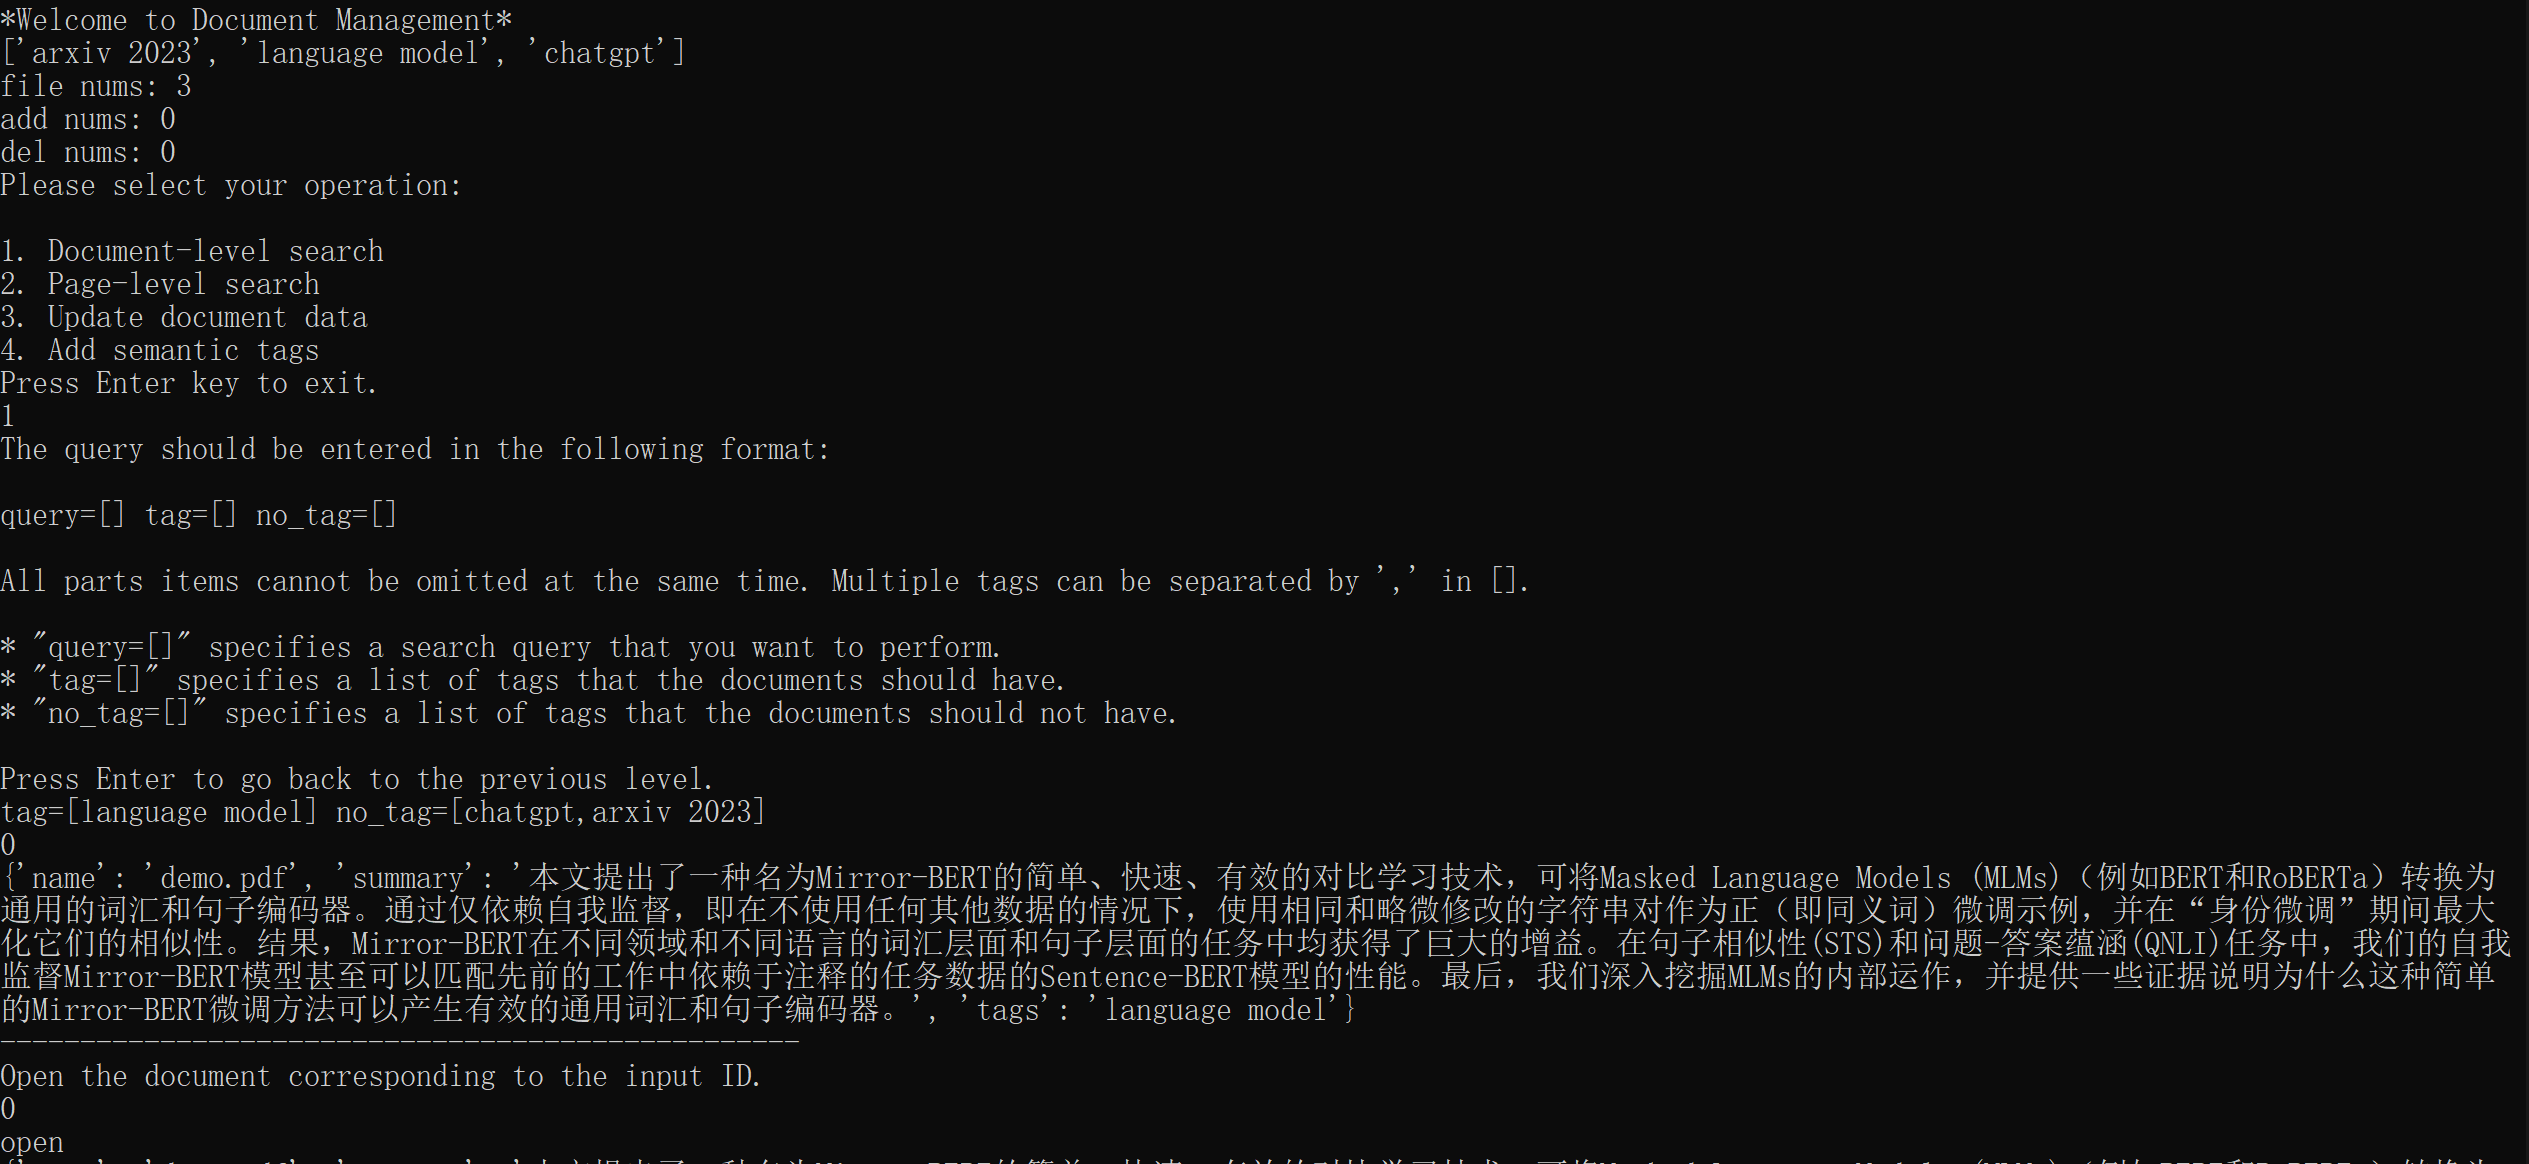 *Welcome to Document Management*
['arxiv 2023', 'language model', 'chatgpt']
file nums: 3
add nums: 0
del nums: 0
Please select your operation:
1. Document-level search
2. Page-level search
3. Update document data
4. Add semantic tags
Press Enter key to exit.
1
The query should be entered in the following format:
query=[] tag=[] no_tag=[]
All parts items cannot be omitted at the same time. Multiple tags can be separated by ',' in [].
* "query=[]" specifies a search query that you want to perform.
* "tag=[]" specifies a list of tags that the documents should have.
* "no_tag=[]" specifies a list of tags that the documents should not have.
Press Enter to go back to the previous level.
tag=[language model] no_tag=[chatgpt,arxiv 2023]
0
{'name': 'demo.pdf', 'summary': '本文提出了一种名为Mirror-BERT的简单、快速、有效的对比学习技术，可将Masked Language Models (MLMs)（例如BERT和RoBERTa）转换为
通用的词汇和句子编码器。通过仅依赖自我监督，即在不使用任何其他数据的情况下，使用相同和略微修改的字符串对作为正（即同义词）微调示例，并在“身份微调”期间最大
化它们的相似性。结果，Mirror-BERT在不同领域和不同语言的词汇层面和句子层面的任务中均获得了巨大的增益。在句子相似性(STS)和问题-答案蕴涵(QNLI)任务中，我们的自我
监督Mirror-BERT模型甚至可以匹配先前的工作中依赖于注释的任务数据的Sentence-BERT模型的性能。最后，我们深入挖掘MLMs的内部运作，并提供一些证据说明为什么这种简单
的Mirror-BERT微调方法可以产生有效的通用词汇和句子编码器。', 'tags': 'language model'}
--------------------------------------------------
Open the document corresponding to the input ID.
0
open